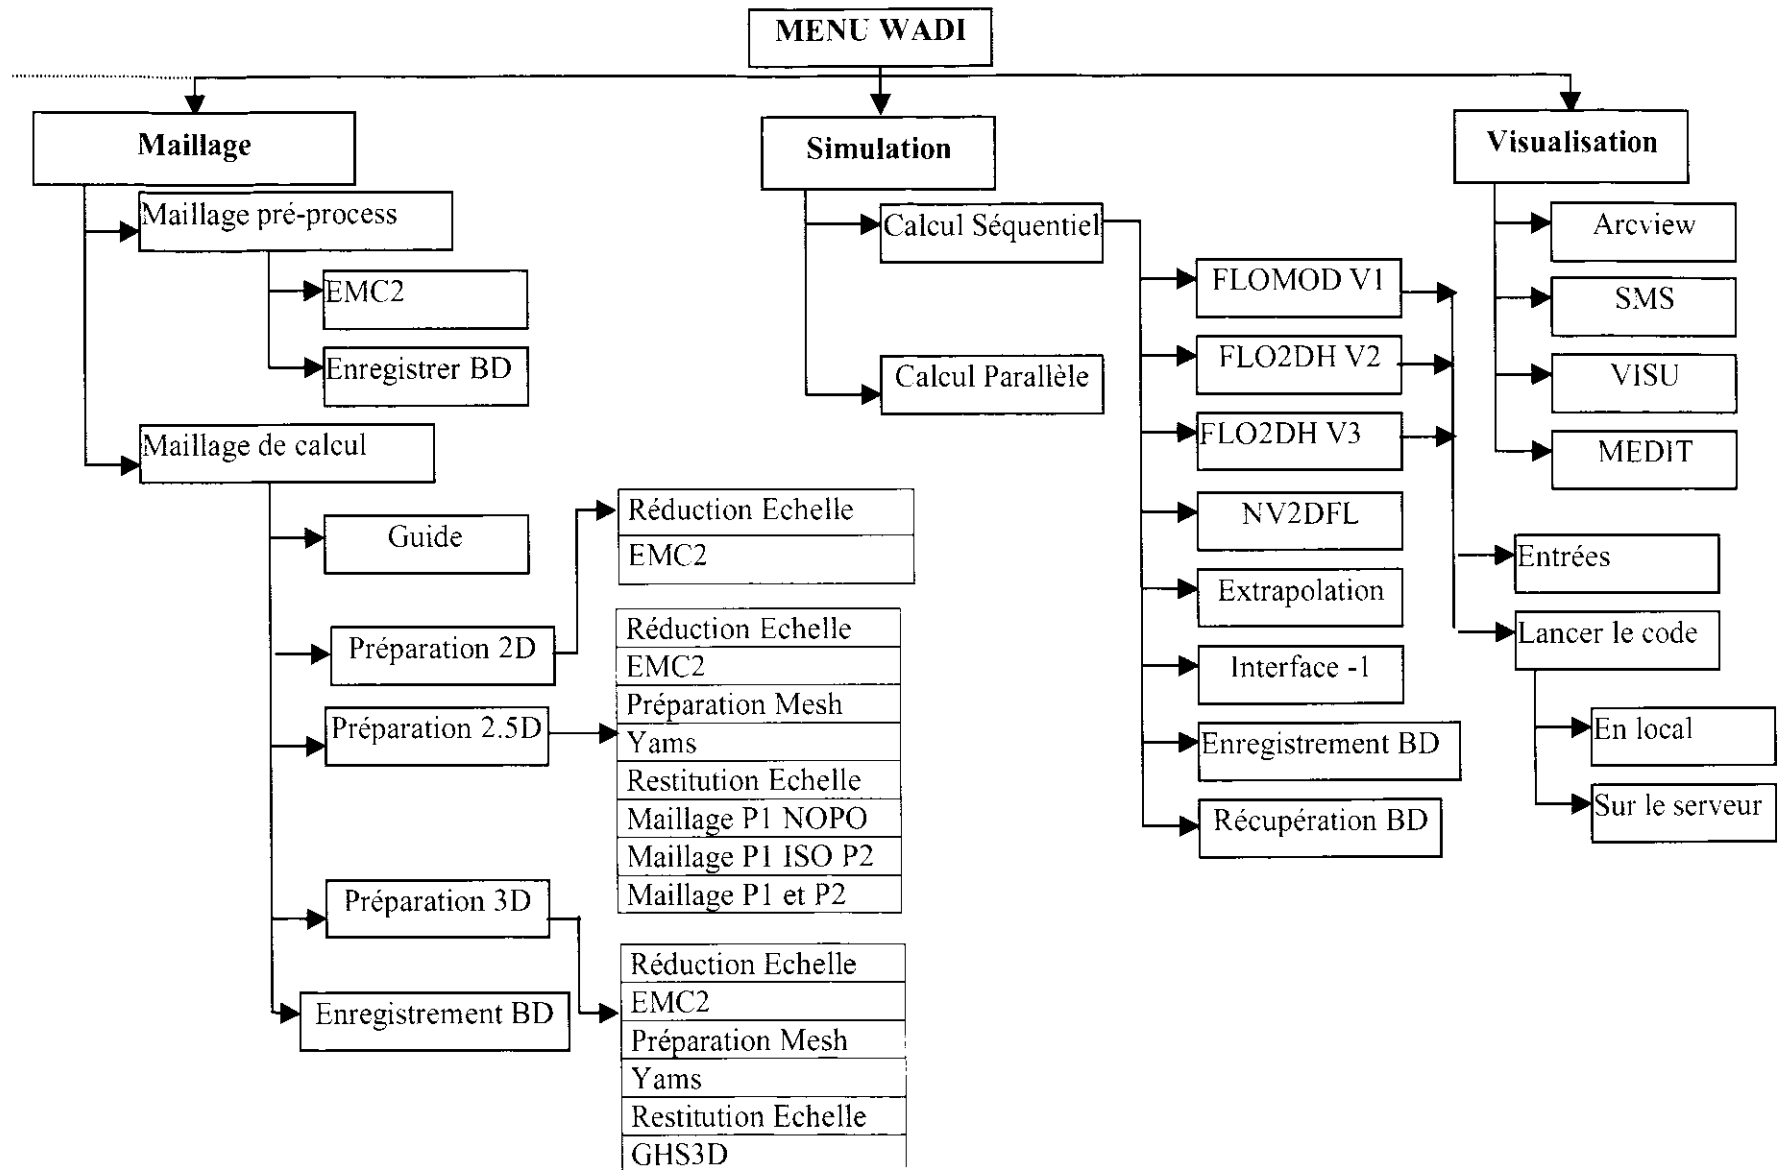 MENU WADI
Maillage
Maillage pré-process
EMC2
Enregistrer BD
Maillage de calcul
Guide
Préparation 2D
Réduction Echelle
EMC2
Préparation 2.5D
Réduction Echelle
EMC2
Préparation Mesh
Yams
Restitution Echelle
Maillage P1 NOPO
Maillage P1 ISO P2
Maillage P1 et P2
Préparation 3D
Réduction Echelle
EMC2
Préparation Mesh
Yams
Restitution Echelle
GHS3D
Enregistrement BD
Simulation
Calcul Séquentiel
FLOMOD V1
FLO2DH V2
FLO2DH V3
NV2DFL
Extrapolation
Interface -1
Enregistrement BD
Récupération BD
Calcul Parallèle
Entrées
Lancer le code
En local
Sur le serveur
Visualisation
Arcview
SMS
VISU
MEDIT